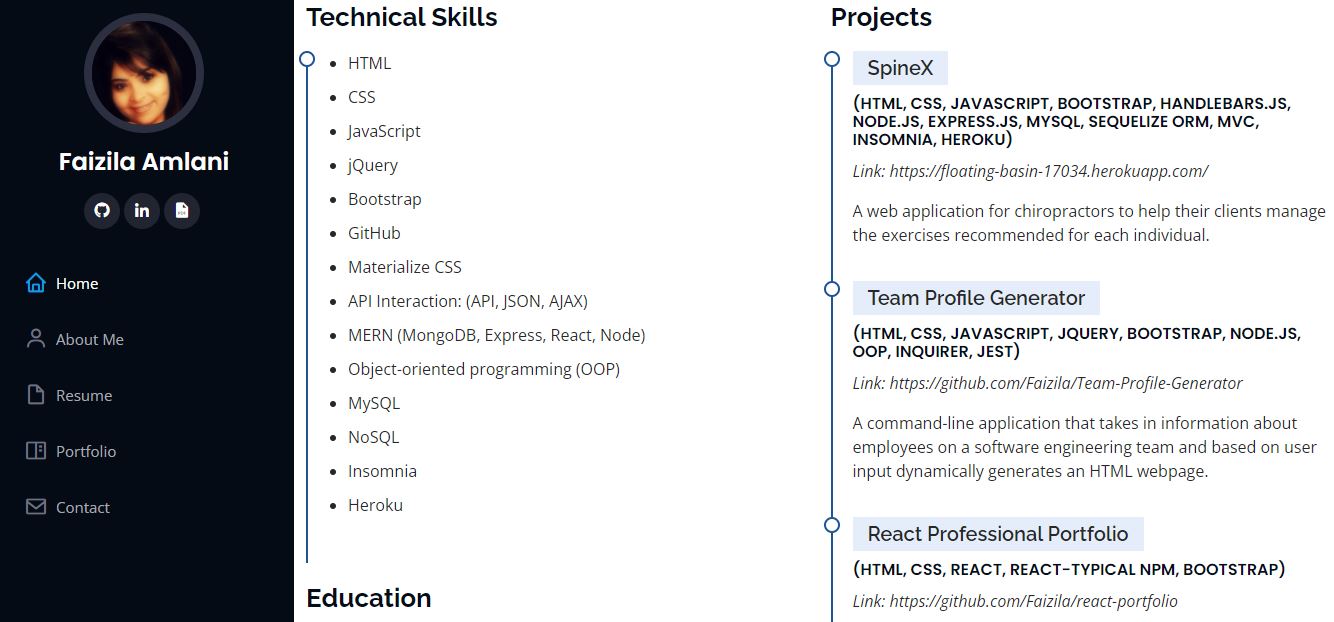 Faizila Amlani
Home
About Me
Resume
Portfolio
Contact
Technical Skills
HTML
CSS
JavaScript
jQuery
Bootstrap
GitHub
Materialize CSS
API Interaction: (API, JSON, AJAX)
MERN (MongoDB, Express, React, Node)
Object-oriented programming (OOP)
MySQL
NoSQL
Insomnia
Heroku
Education
Projects
SpineX
(HTML, CSS, JAVASCRIPT, BOOTSTRAP, HANDLEBARS.JS,
NODE.JS, EXPRESS.JS, MYSQL, SEQUELIZE ORM, MVC,
INSOMNIA, HEROKU)
Link: https://floating-basin-17034.herokuapp.com/
A web application for chiropractors to help their clients manage
the exercises recommended for each individual.
Team Profile Generator
(HTML, CSS, JAVASCRIPT, JQUERY, BOOTSTRAP, NODE.JS,
OOP, INQUIRER, JEST)
Link: https://github.com/Faizila/Team-Profile-Generator
A command-line application that takes in information about
employees on a software engineering team and based on user
input dynamically generates an HTML webpage.
React Professional Portfolio
(HTML, CSS, REACT, REACT-TYPICAL NPM, BOOTSTRAP)
Link: https://github.com/Faizila/react-portfolio